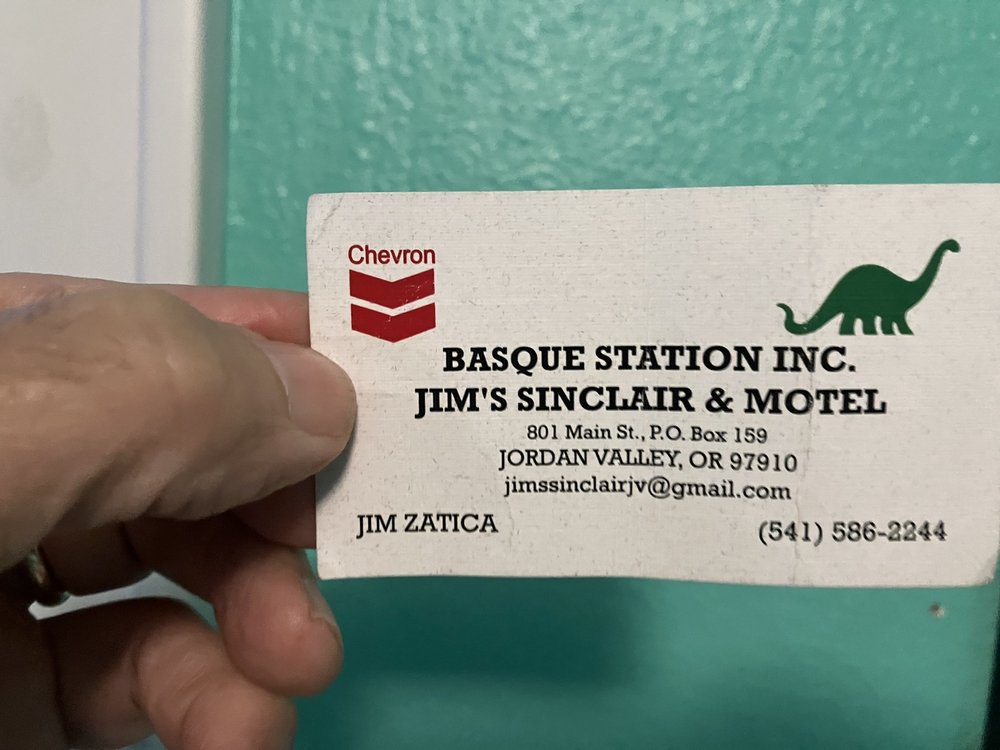 Chevron
BASQUE STATION INC.
JIM'S SINCLAIR & MOTEL
801 Main St., P.O. Box 159
JORDAN VALLEY, OR 97910
jimssinclairjv@gmail.com
JIM ZATICA
(541) 586-2244